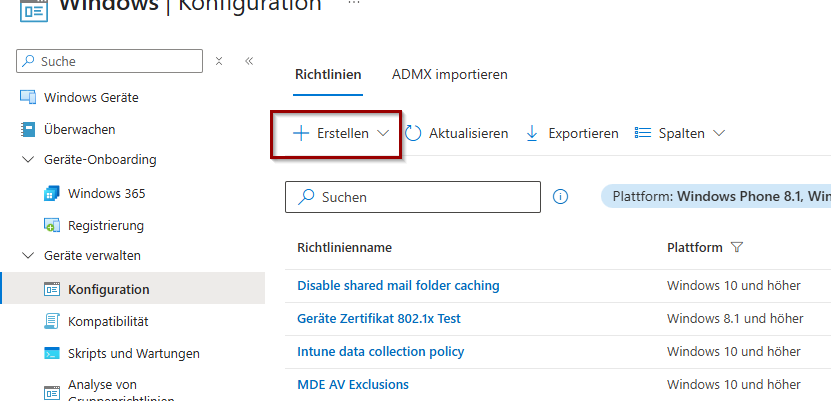 Windows | Konfiguration ...
Suche
Windows Geräte
Überwachen
Geräte-Onboarding
Windows 365
Registrierung
Geräte verwalten
Konfiguration
Kompatibilität
Skripts und Wartungen
Analyse von
Gruppenrichtlinien
Richtlinien ADMX importieren
Erstellen Aktualisieren Exportieren Spalten
Suchen Plattform: Windows Phone 8.1, Win
Richtlinienname Plattform
Disable shared mail folder caching Windows 10 und höher
Geräte Zertifikat 802.1x Test Windows 8.1 und höher
Intune data collection policy Windows 10 und höher
MDE AV Exclusions Windows 10 und höher